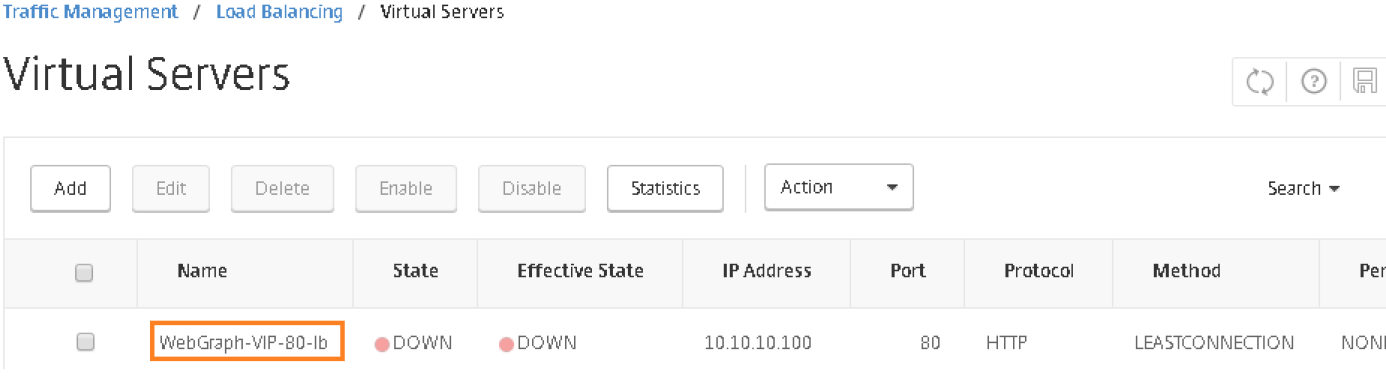 Traffic Management / Load Balancing / Virtual Servers
Virtual Servers
Add Edit Delete Enable Disable Statistics Action Search
Name State Effective State IP Address Port Protocol Method Per
WebGraph-VIP-80-lb DOWN DOWN 10.10.10.100 80 HTTP LEASTCONNECTION NON